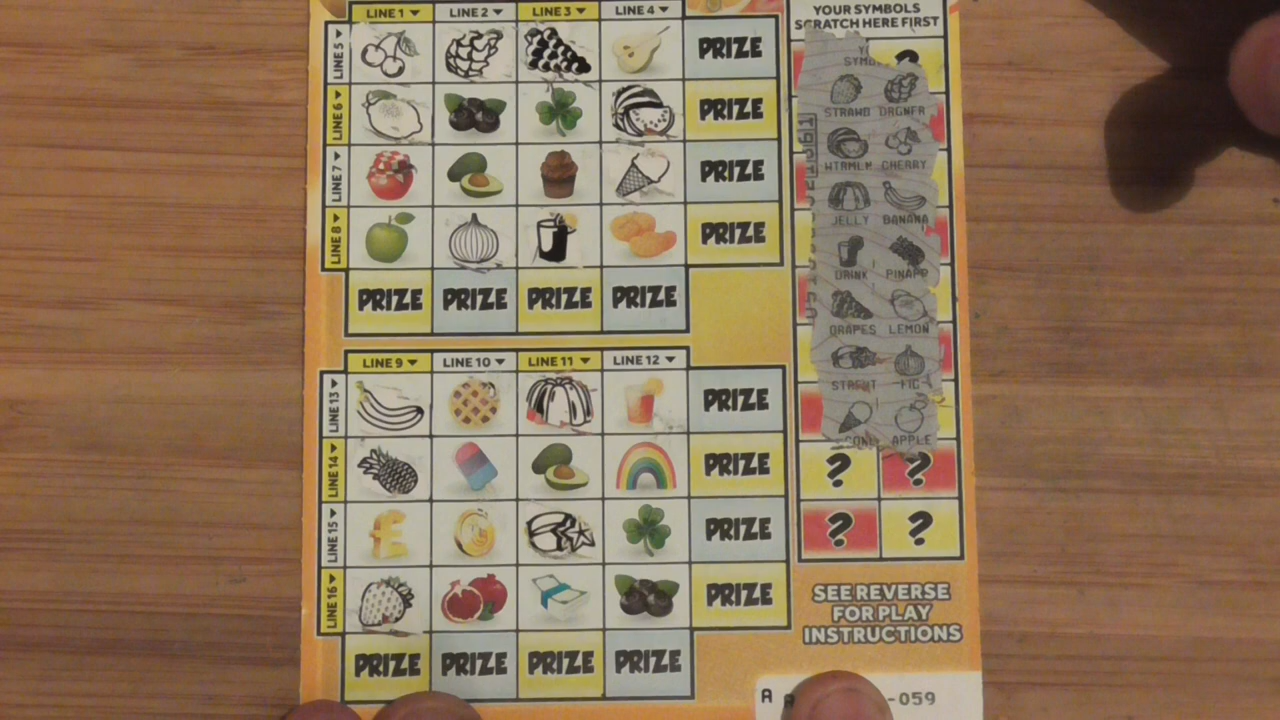 LINE 1 LINE 2 LINE 3 LINE 4
YOUR SYMBOLS
SCRATCH HERE FIRST
LINE 5 PRIZE
LINE 6 PRIZE
LINE 7 PRIZE
LINE 8 PRIZE
PRIZE PRIZE PRIZE PRIZE
?
STRAWB DRGNFR
WTRMLN CHERRY
JELLY BANANA
DRINK PINAPP
GRAPES LEMON
STRFUT FIG
APPLE
? ?
? ?
LINE 9 LINE 10 LINE 11 LINE 12
LINE 13 PRIZE
LINE 14 PRIZE
LINE 15 £ PRIZE
LINE 16 PRIZE
PRIZE PRIZE PRIZE PRIZE
SEE REVERSE
FOR PLAY
INSTRUCTIONS
A -059